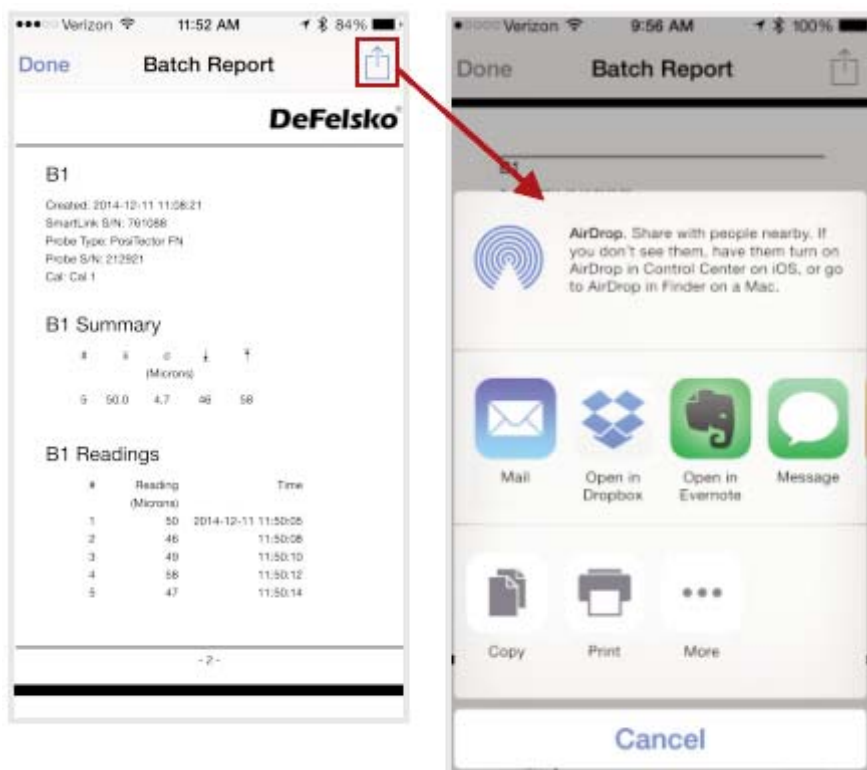 Verizon 11:52 AM 84%
Done Batch Report
DeFelsko
B1
Created: 2014-12-11 11:08:21
SmartLink S/N: 761088
Probe Type: PosiTector FN
Probe S/N: 212921
Cal: Cal 1
B1 Summary
#
(Microns)
5 50.0 4.7 46 58
B1 Readings
# Reading Time
(Microns)
1 50 2014-12-11 11:50:05
2 46 11:50:08
3 49 11:50:10
4 58 11:50:12
5 47 11:50:14
- 2 -
Verizon 9:56 AM 100%
Done Batch Report
B1
AirDrop. Share with people nearby. If
you don't see them, have them turn on
AirDrop in Control Center on iOS, or go
to AirDrop in Finder on a Mac.
Mail
Open in
Dropbox
Open in
Evernote
Message
Copy
Print
More
Cancel